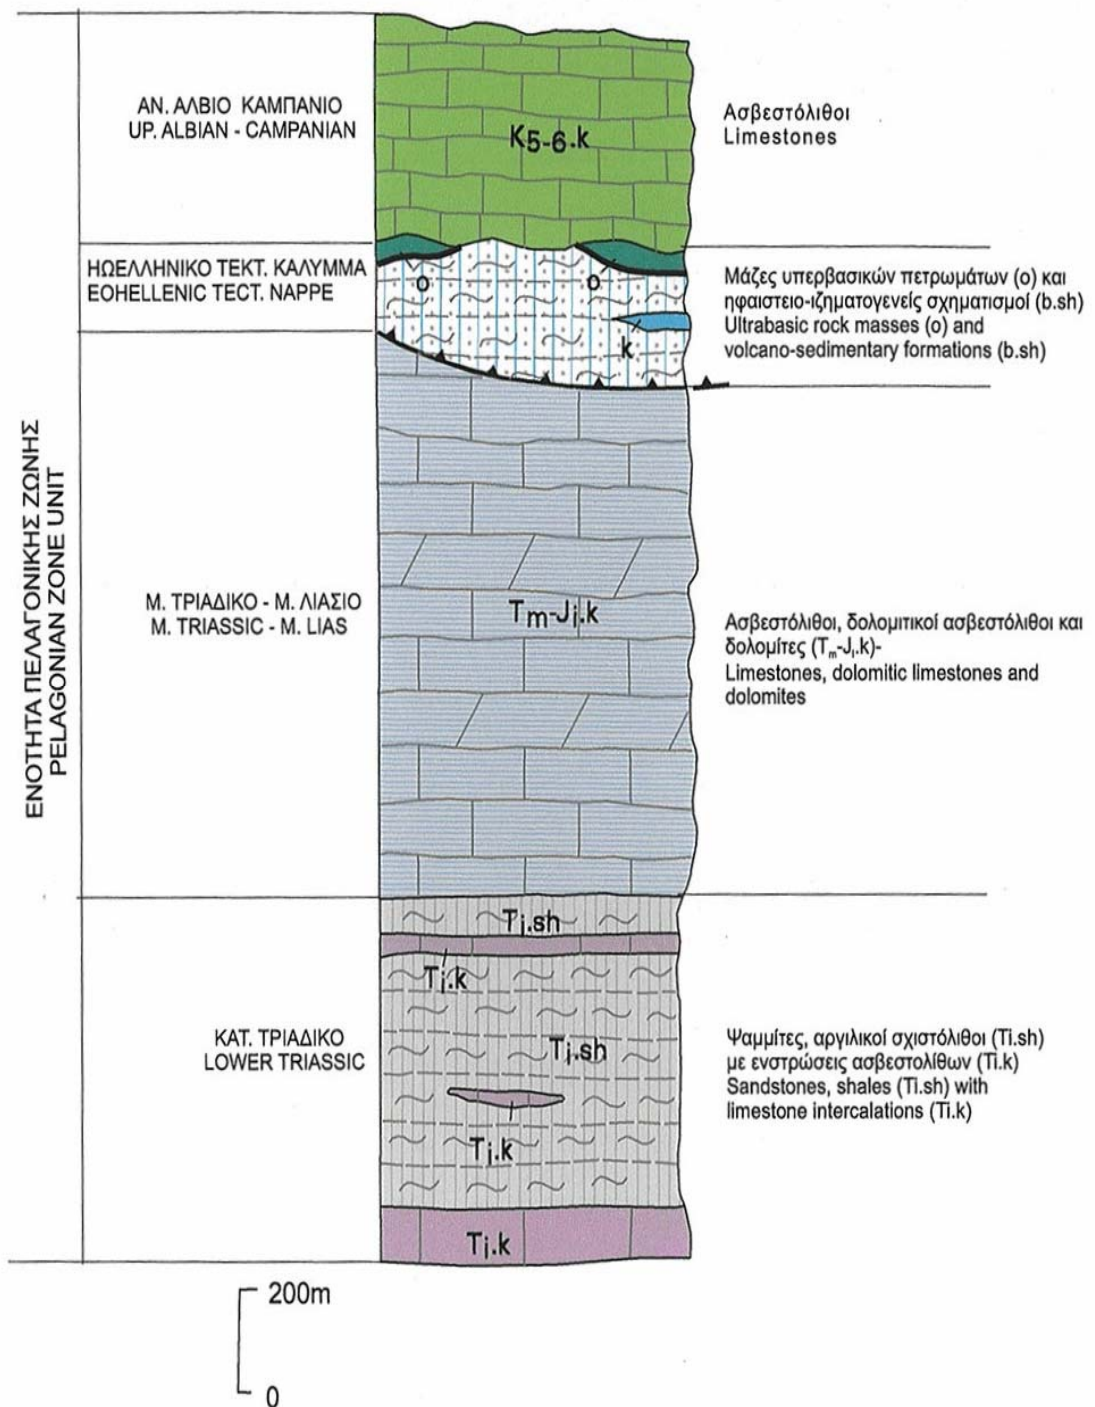 ΑΝ. ΑΛΒΙΟ ΚΑΜΠΑΝΙΟ
UP. ALBIAN - CAMPANIAN
K5-6.k
Ασβεστόλιθοι
Limestones
ΗΩΕΛΛΗΝΙΚΟ ΤΕΚΤ. ΚΑΛΥΜΜΑ
EOHELLENIC TECT. NAPPE
o
o
k
Μάζες υπερβασικών πετρωμάτων (o) και
ηφαιστειο-ιζηματογενείς σχηματισμοί (b.sh)
Ultrabasic rock masses (o) and
volcano-sedimentary formations (b.sh)
ΕΝΟΤΗΤΑ ΠΕΛΑΓΟΝΙΚΗΣ ΖΩΝΗΣ
PELAGONIAN ZONE UNIT
Μ. ΤΡΙΑΔΙΚΟ - Μ. ΛΙΑΣΙΟ
M. TRIASSIC - M. LIAS
Tm-Ji.k
Ασβεστόλιθοι, δολομιτικοί ασβεστόλιθοι και
δολομίτες (Tm-Ji.k)-
Limestones, dolomitic limestones and
dolomites
Ti.sh
Ti.k
ΚΑΤ. ΤΡΙΑΔΙΚΟ
LOWER TRIASSIC
Ti.sh
Ti.k
Ti.k
Ψαμμίτες, αργιλικοί σχιστόλιθοι (Ti.sh)
με ενστρώσεις ασβεστολίθων (Ti.k)
Sandstones, shales (Ti.sh) with
limestone intercalations (Ti.k)
200m
0